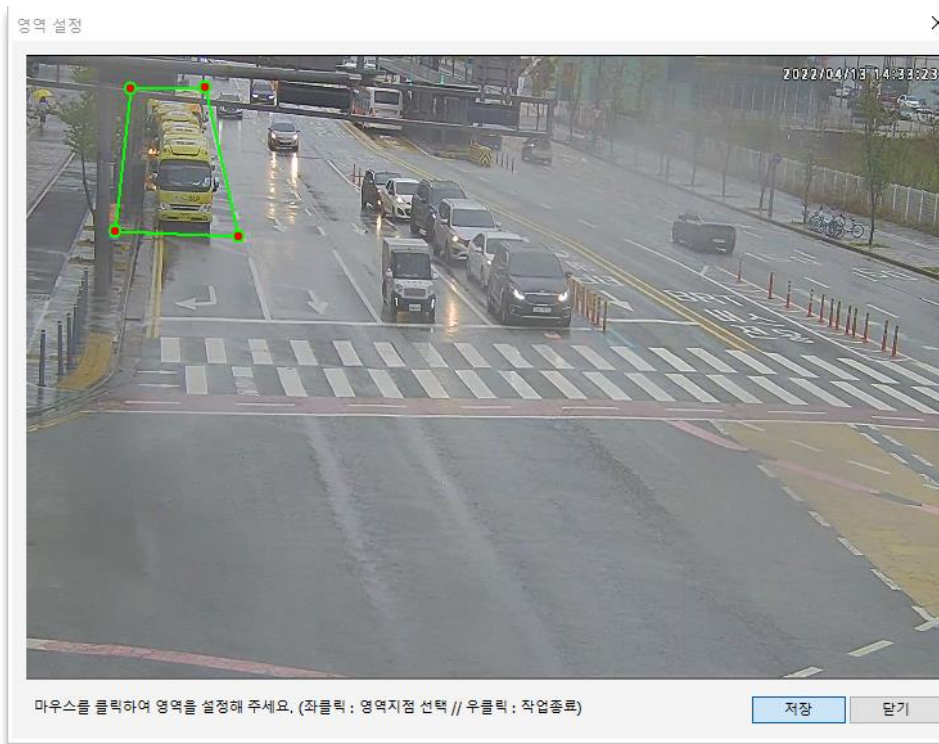 영역 설정
2022/04/13 14:33:23
마우스를 클릭하여 영역을 설정해 주세요. (좌클릭 : 영역지점 선택 // 우클릭 : 작업종료)
저장
닫기